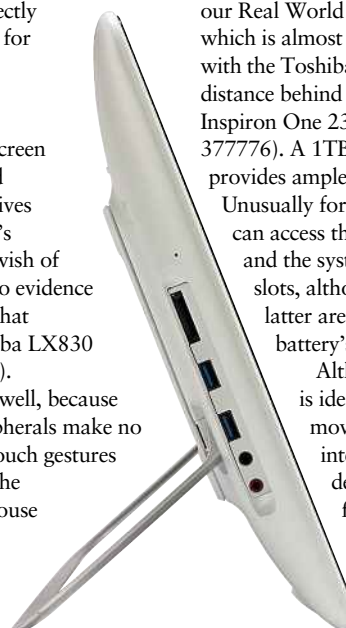 ectly
for
creen
ives
's
wish of
o evidence
hat
ba LX830
).
well, because
pherals make no
ouch gestures
he
ouse
our Real World
which is almost
with the Toshiba
distance behind
Inspiron One 23
377776). A 1TB
provides ample
Unusually for
can access th
and the syste
slots, altho
latter are
battery's
Alt
is ide
mov
inte
de
f